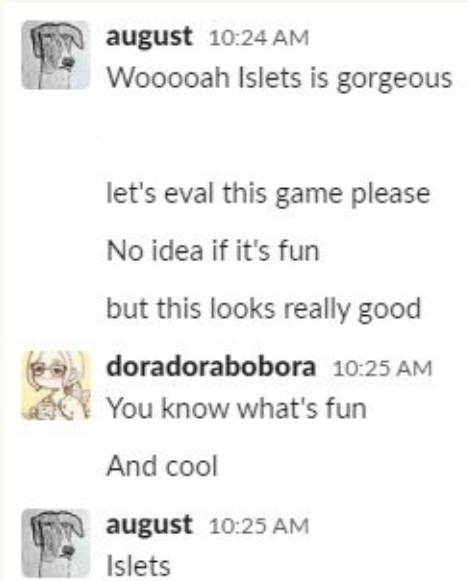 august 10:24 AM
Wooooah Islets is gorgeous
let's eval this game please
No idea if it's fun
but this looks really good
doradorabobora 10:25 AM
You know what's fun
And cool
august 10:25 AM
Islets